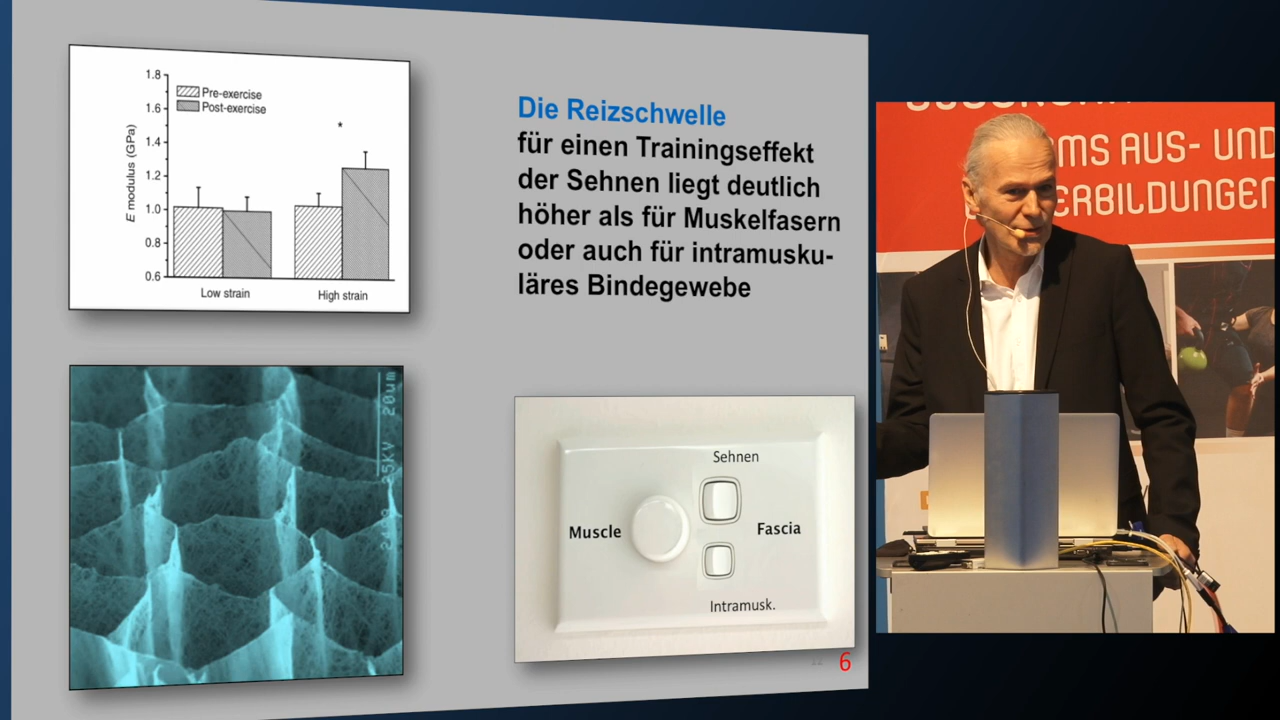 1.8
1.6
1.4
1.2
1.0
0.8
0.6
E modulus (GPa)
Pre-exercise
Post-exercise
*
Low strain
High strain
Die Reizschwelle
für einen Trainingseffekt
der Sehnen liegt deutlich
höher als für Muskelfasern
oder auch für intramusku-
läres Bindegewebe
20µm
Sehnen
Muscle
Fascia
Intramusk.
12
6
MS AUS- UND
ERBILDUNGEN